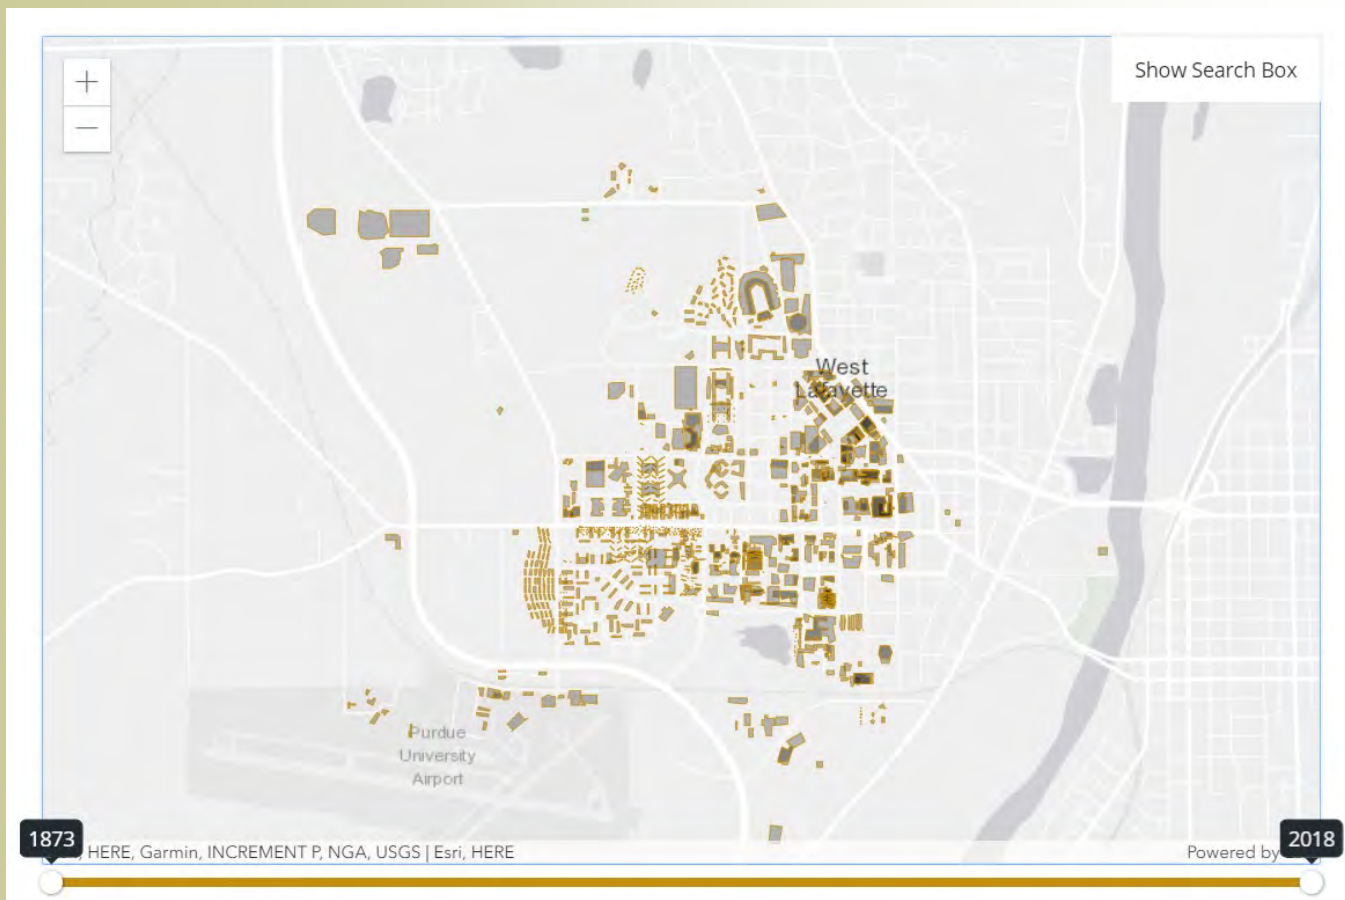 +
Show Search Box
−
West
Lafayette
Purdue
University
Airport
1873
2018
, HERE, Garmin, INCREMENT P, NGA, USGS | Esri, HERE
Powered by